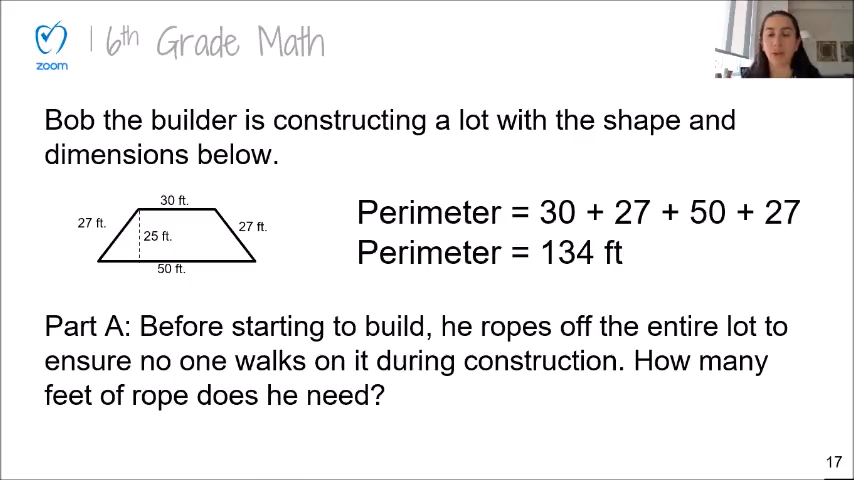 zoom
| 6th Grade Math
Bob the builder is constructing a lot with the shape and
dimensions below.
30 ft.
27 ft.
27 ft.
25 ft.
50 ft.
Perimeter = 30 + 27 + 50 + 27
Perimeter = 134 ft
Part A: Before starting to build, he ropes off the entire lot to
ensure no one walks on it during construction. How many
feet of rope does he need?
17